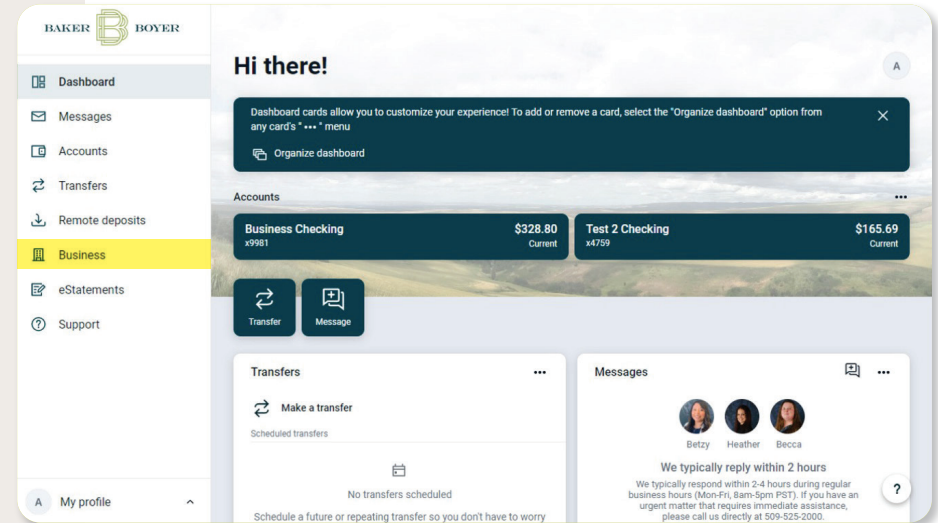 BAKER B BOYER
Dashboard
Messages
Accounts
Transfers
Remote deposits
Business
eStatements
Support
A My profile
Hi there!
A
Dashboard cards allow you to customize your experience! To add or remove a card, select the "Organize dashboard" option from
any card's " ••• " menu
Organize dashboard
Accounts
Business Checking $328.80
x9981 Current
Test 2 Checking $165.69
x4759 Current
Transfer
Message
Transfers
Make a transfer
Scheduled transfers
No transfers scheduled
Schedule a future or repeating transfer so you don't have to worry
Messages
Betzy Heather Becca
We typically reply within 2 hours
We typically respond within 2-4 hours during regular
business hours (Mon-Fri, 8am-5pm PST). If you have an
urgent matter that requires immediate assistance,
please call us directly at 509-525-2000.
?